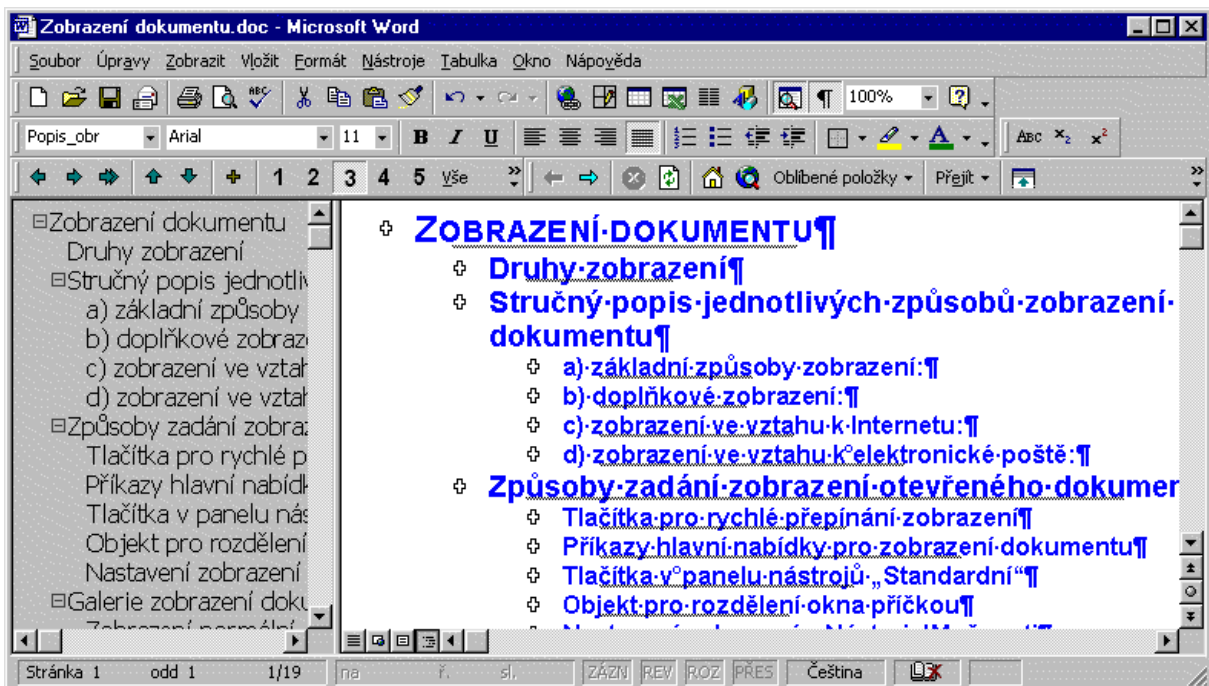 Zobrazení dokumentu.doc - Microsoft Word
Soubor Úpravy Zobrazit Vložit Formát Nástroje Tabulka Okno Nápověda
ABC 100%
Popis_obr Arial 11 B I U A ABC x₂ x²
1 2 3 4 5 Vše Oblíbené položky Přejít
Zobrazení dokumentu
Druhy zobrazení
Stručný popis jednotliv
a) základní způsoby
b) doplňkové zobraz
c) zobrazení ve vztah
d) zobrazení ve vztah
Způsoby zadání zobraz
Tlačítka pro rychlé p
Příkazy hlavní nabídk
Tlačítka v panelu nás
Objekt pro rozdělení
Nastavení zobrazení
Galerie zobrazení doku
Zobrazení normální
ZOBRAZENÍ·DOKUMENTU¶
Druhy·zobrazení¶
Stručný·popis·jednotlivých·způsobů·zobrazení·
dokumentu¶
a)·základní·způsoby·zobrazení:¶
b)·doplňkové·zobrazení:¶
c)·zobrazení·ve·vztahu·k·Internetu:¶
d)·zobrazení·ve·vztahu·k°elektronické·poště:¶
Způsoby·zadání·zobrazení·otevřeného·dokumen
Tlačítka·pro·rychlé·přepínání·zobrazení¶
Příkazy·hlavní·nabídky·pro·zobrazení·dokumentu¶
Tlačítka·v°panelu·nástrojů·„Standardní“¶
Objekt·pro·rozdělení·okna·příčkou¶
Stránka 1 odd 1 1/19 na ř. sl. ZÁZN REV ROZ PŘES Čeština